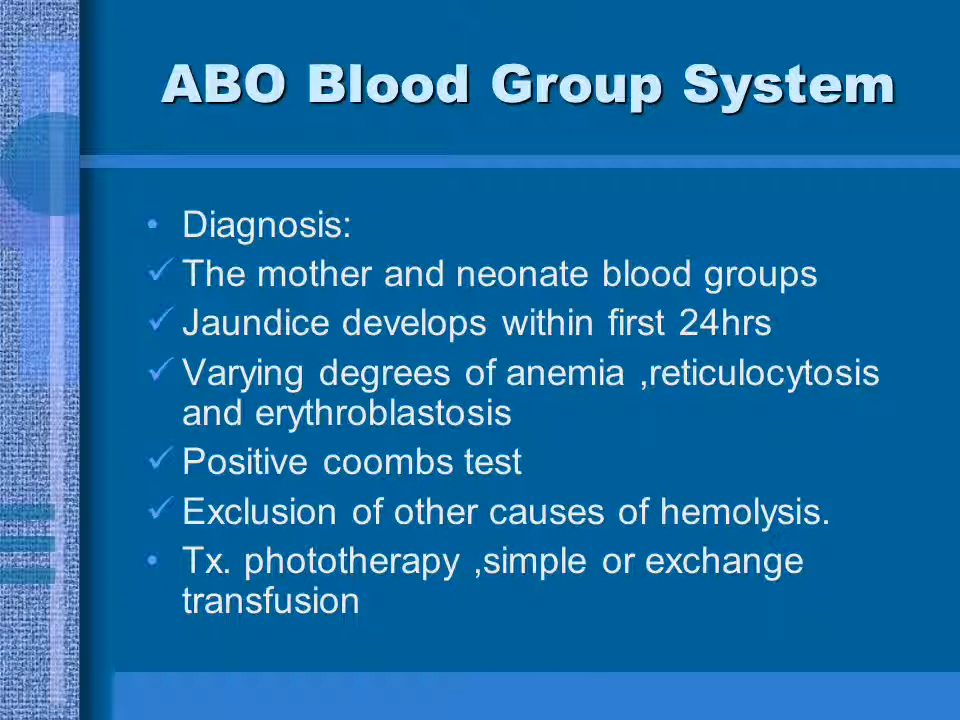 ABO Blood Group System
• Diagnosis:
✓ The mother and neonate blood groups
✓ Jaundice develops within first 24hrs
✓ Varying degrees of anemia ,reticulocytosis
and erythroblastosis
✓ Positive coombs test
✓ Exclusion of other causes of hemolysis.
• Tx. phototherapy ,simple or exchange
transfusion